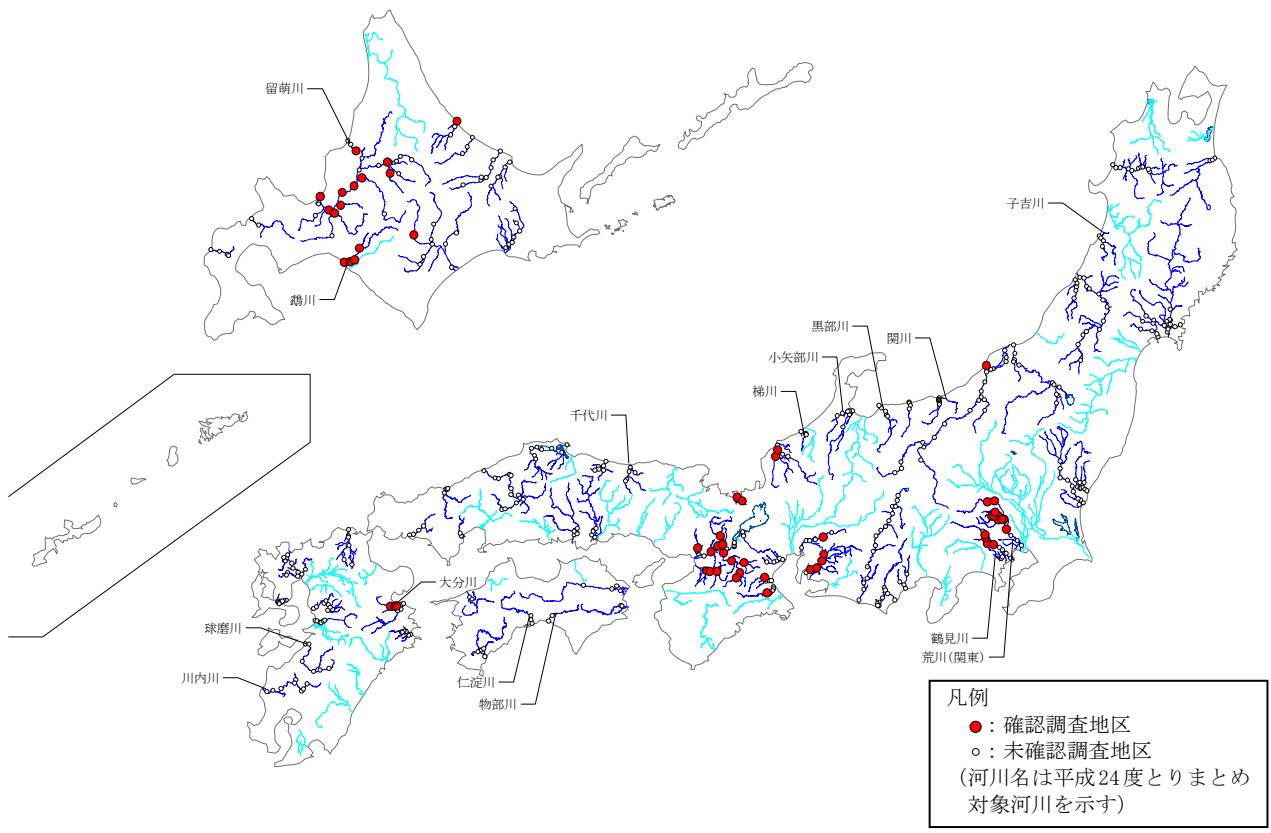 留萌川
子吉川
鵡川
黒部川
関川
小矢部川
梯川
千代川
大分川
球磨川
鶴見川
荒川(関東)
川内川
仁淀川
物部川
凡例
●：確認調査地区
○：未確認調査地区
(河川名は平成24度とりまとめ
対象河川を示す)